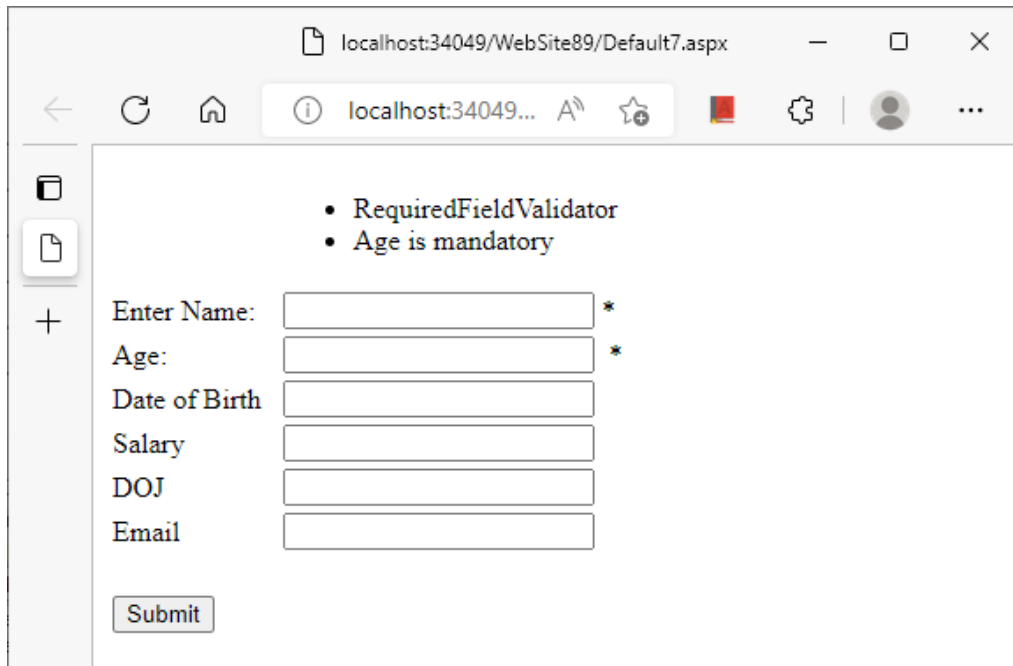 localhost:34049/WebSite89/Default7.aspx
localhost:34049...
• RequiredFieldValidator
• Age is mandatory
Enter Name: *
Age: *
Date of Birth
Salary
DOJ
Email
Submit